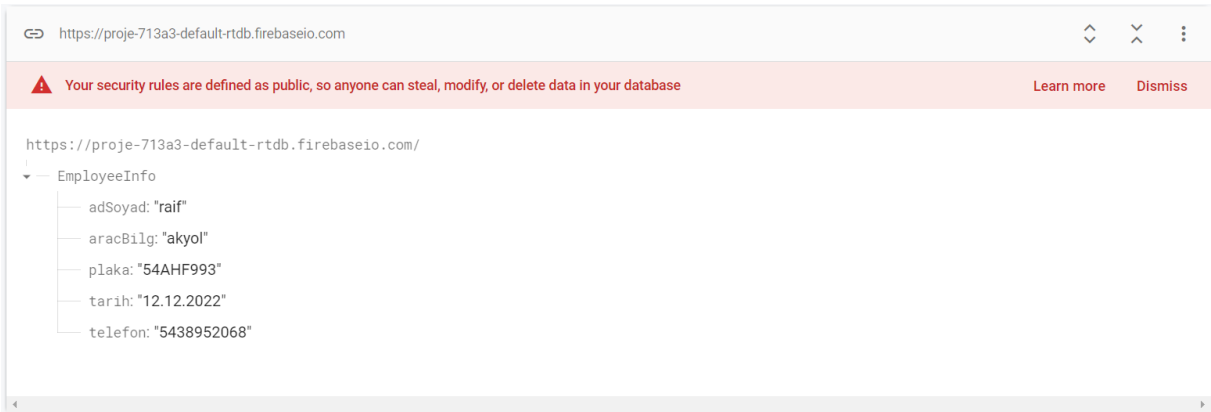 https://proje-713a3-default-rtdb.firebaseio.com
Your security rules are defined as public, so anyone can steal, modify, or delete data in your database Learn more Dismiss
https://proje-713a3-default-rtdb.firebaseio.com/
EmployeeInfo
adSoyad: "raif"
aracBilg: "akyol"
plaka: "54AHF993"
tarih: "12.12.2022"
telefon: "5438952068"